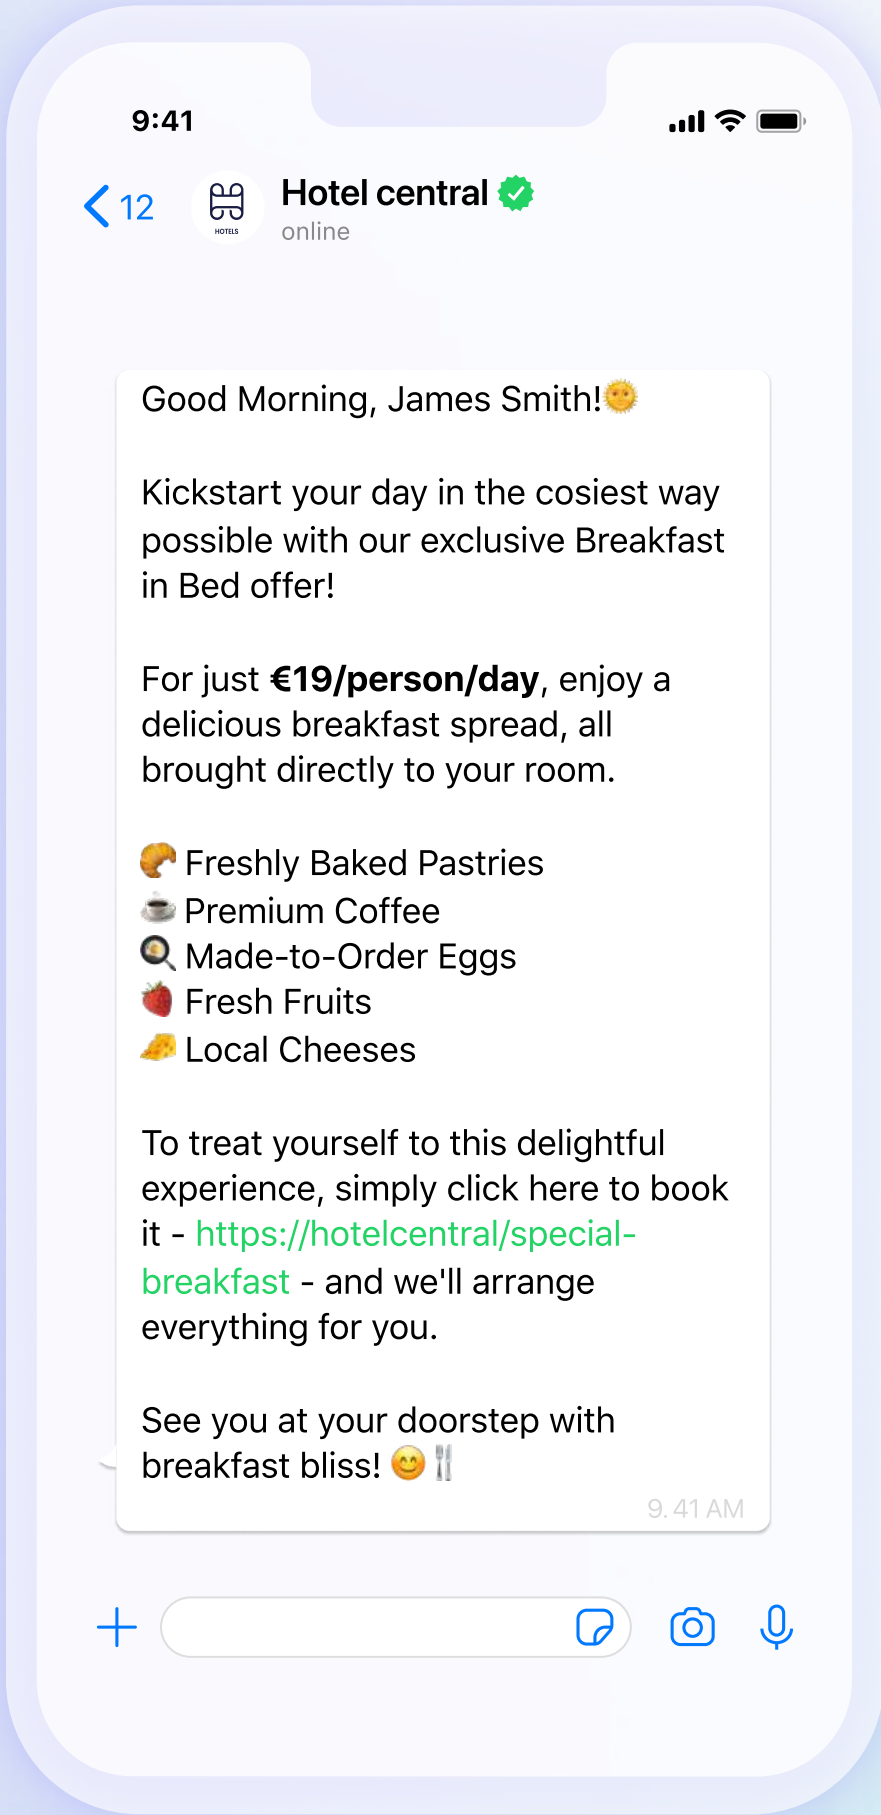 9:41
12
Hotel central
HOTELS
online
Good Morning, James Smith!🌞
Kickstart your day in the cosiest way
possible with our exclusive Breakfast
in Bed offer!
For just €19/person/day, enjoy a
delicious breakfast spread, all
brought directly to your room.
🥐 Freshly Baked Pastries
☕ Premium Coffee
🍳 Made-to-Order Eggs
🍓 Fresh Fruits
🧀 Local Cheeses
To treat yourself to this delightful
experience, simply click here to book
it - https://hotelcentral/special-
breakfast - and we'll arrange
everything for you.
See you at your doorstep with
breakfast bliss! 😊🍴
9.41 AM